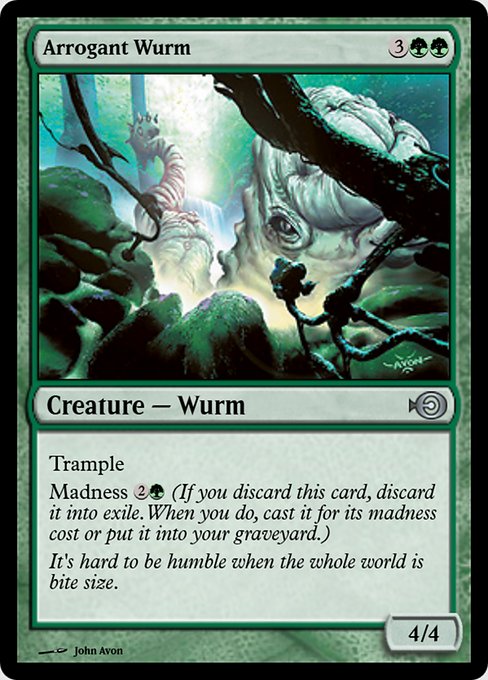 Arrogant Wurm 3
AVON
Creature — Wurm
Trample
Madness 2 (If you discard this card, discard
it into exile. When you do, cast it for its madness
cost or put it into your graveyard.)
It's hard to be humble when the whole world is
bite size.
4/4
John Avon